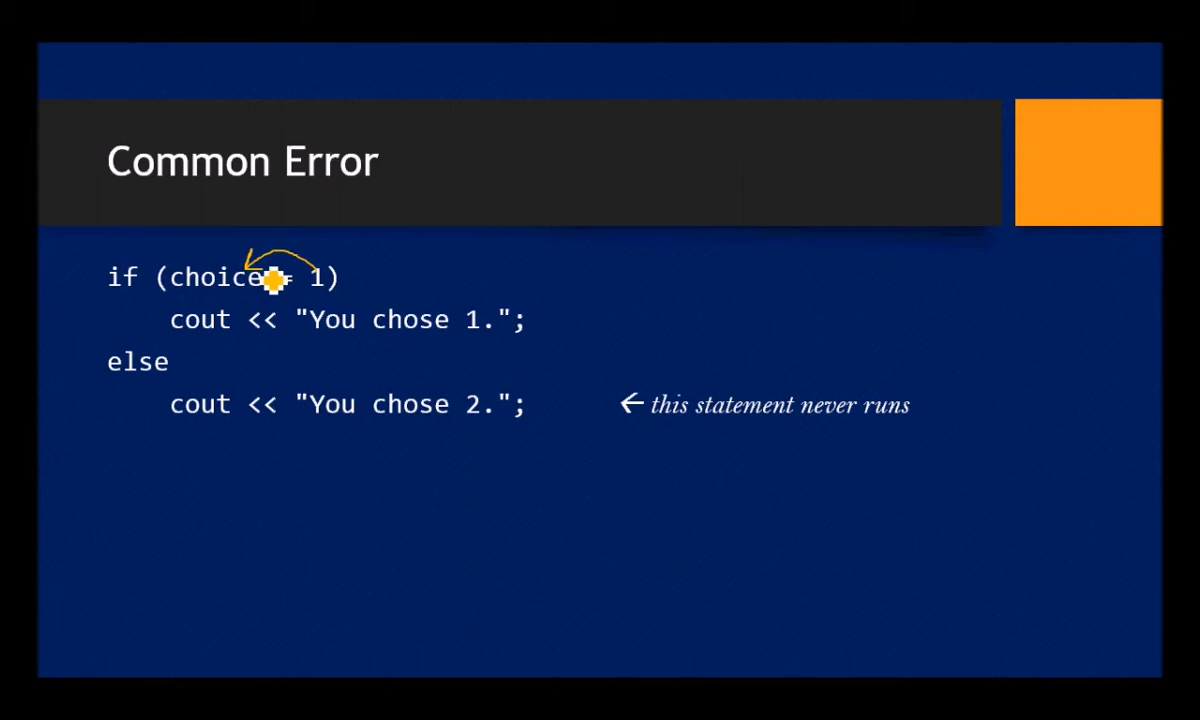 Common Error
if (choice = 1)
cout << "You chose 1.";
else
cout << "You chose 2."; ← this statement never runs